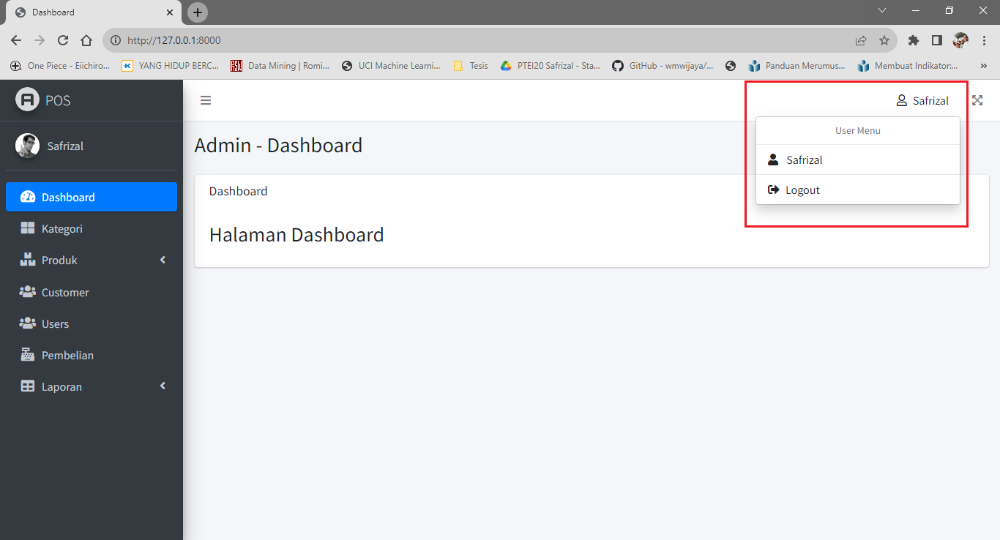 Dashboard
http://127.0.0.1:8000
One Piece - Eiichiro...
YANG HIDUP BERC...
RSW
Data Mining | Romi...
UCI Machine Learni...
Tesis
PTEI20 Safrizal - Sta...
GitHub - wmwijaya/...
Panduan Merumus...
Membuat Indikator:...
»
A POS
Safrizal
Dashboard
Kategori
Produk
Customer
Users
Pembelian
Laporan
Safrizal
User Menu
Safrizal
Logout
Admin - Dashboard
Dashboard
Halaman Dashboard